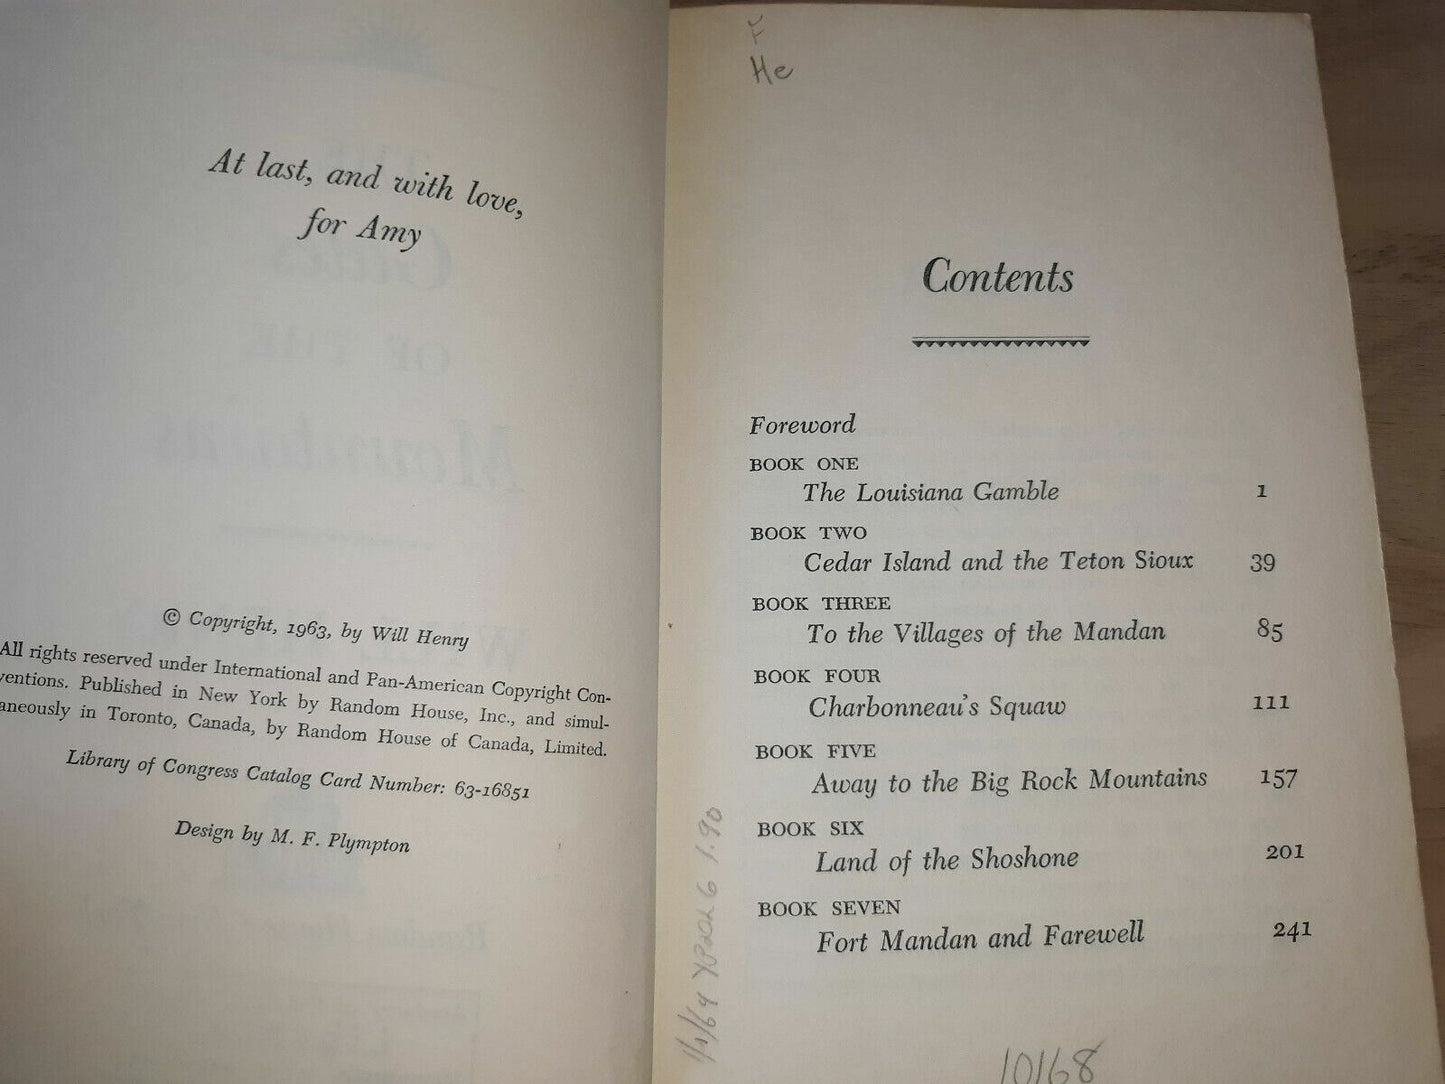 At last, and with love,
for Amy
© Copyright, 1963, by Will Henry
All rights reserved under International and Pan-American Copyright Con-
ventions. Published in New York by Random House, Inc., and simul-
aneously in Toronto, Canada, by Random House of Canada, Limited.
Library of Congress Catalog Card Number: 63-16851
Design by M. F. Plympton
F
He
Contents
Foreword
BOOK ONE
The Louisiana Gamble 1
BOOK TWO
Cedar Island and the Teton Sioux 39
BOOK THREE
To the Villages of the Mandan 85
BOOK FOUR
Charbonneau's Squaw 111
BOOK FIVE
Away to the Big Rock Mountains 157
BOOK SIX
Land of the Shoshone 201
BOOK SEVEN
Fort Mandan and Farewell 241
1.90
10168